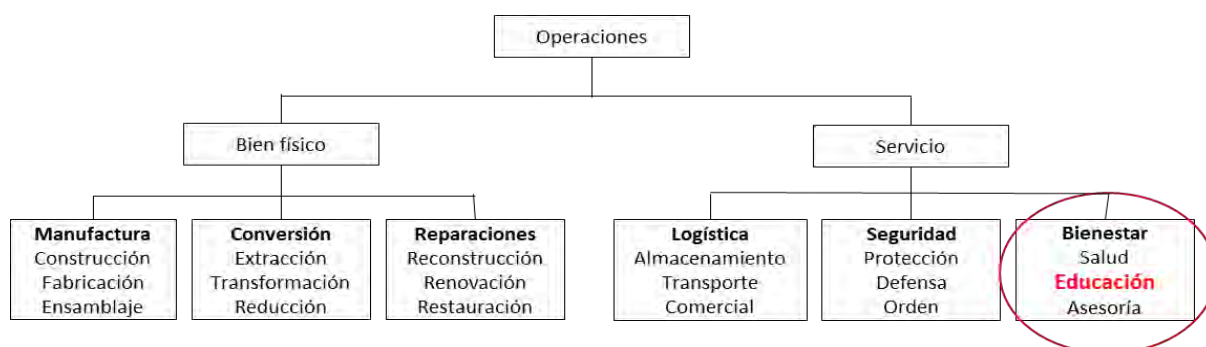 Operaciones
Bien físico
Servicio
Manufactura
Construcción
Fabricación
Ensamblaje
Conversión
Extracción
Transformación
Reducción
Reparaciones
Reconstrucción
Renovación
Restauración
Logística
Almacenamiento
Transporte
Comercial
Seguridad
Protección
Defensa
Orden
Bienestar
Salud
Educación
Asesoría